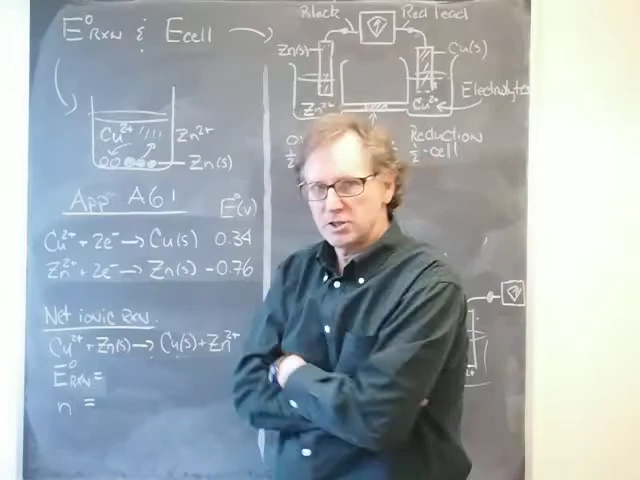 E°RXN & Ecell
Cu²⁺
Zn²⁺
Zn(s)
App A61
E°(v)
Cu²⁺ + 2e⁻ → Cu(s) 0.34
Zn²⁺ + 2e⁻ → Zn(s) -0.76
Net ionic rxn.
Cu²⁺ + Zn(s) → Cu(s) + Zn²⁺
E°RXN =
n =
Black
Red lead
Zn(s)
Cu(s)
Zn²⁺
Cu²⁺
Electrolytes
Reduction
½-cell